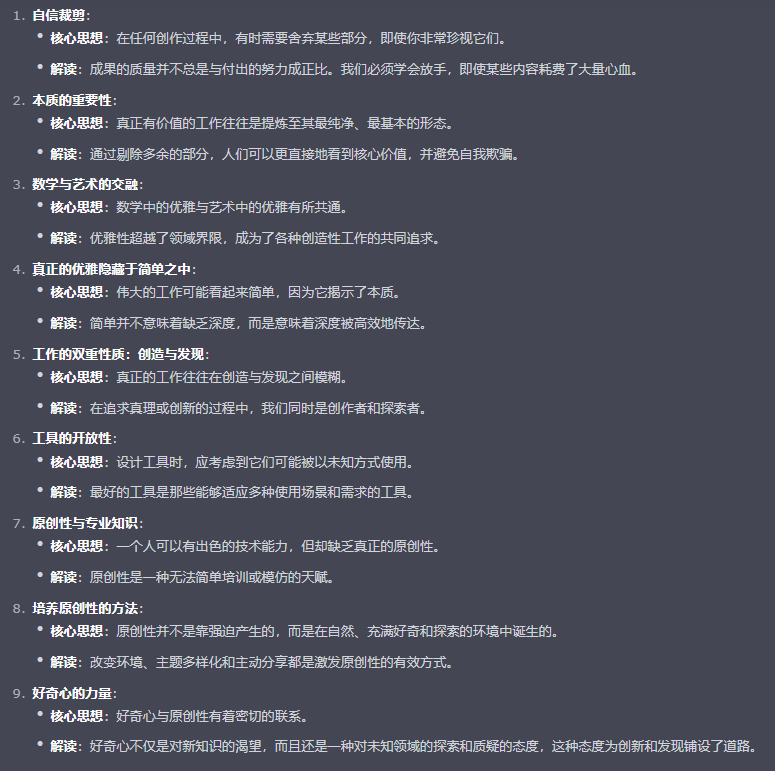 1. 自信裁剪：
• 核心思想：在任何创作过程中，有时需要舍弃某些部分，即使你非常珍视它们。
• 解读：成果的质量并不总是与付出的努力成正比。我们必须学会放手，即使某些内容耗费了大量心血。
2. 本质的重要性：
• 核心思想：真正有价值的工作往往是提炼至其最纯净、最基本的形态。
• 解读：通过剔除多余的部分，人们可以更直接地看到核心价值，并避免自我欺骗。
3. 数学与艺术的交融：
• 核心思想：数学中的优雅与艺术中的优雅有所共通。
• 解读：优雅性超越了领域界限，成为了各种创造性工作的共同追求。
4. 真正的优雅隐藏于简单之中：
• 核心思想：伟大的工作可能看起来简单，因为它揭示了本质。
• 解读：简单并不意味着缺乏深度，而是意味着深度被高效地传达。
5. 工作的双重性质：创造与发现：
• 核心思想：真正的工作往往在创造与发现之间模糊。
• 解读：在追求真理或创新的过程中，我们同时是创作者和探索者。
6. 工具的开放性：
• 核心思想：设计工具时，应考虑到它们可能被以未知方式使用。
• 解读：最好的工具是那些能够适应多种使用场景和需求的工具。
7. 原创性与专业知识：
• 核心思想：一个人可以有出色的技术能力，但却缺乏真正的原创性。
• 解读：原创性是一种无法简单培训或模仿的天赋。
8. 培养原创性的方法：
• 核心思想：原创性并不是靠强迫产生的，而是在自然、充满好奇和探索的环境中诞生的。
• 解读：改变环境、主题多样化和主动分享都是激发原创性的有效方式。
9. 好奇心的力量：
• 核心思想：好奇心与原创性有着密切的联系。
• 解读：好奇心不仅是对新知识的渴望，而且还是一种对未知领域的探索和质疑的态度，这种态度为创新和发现铺设了道路。